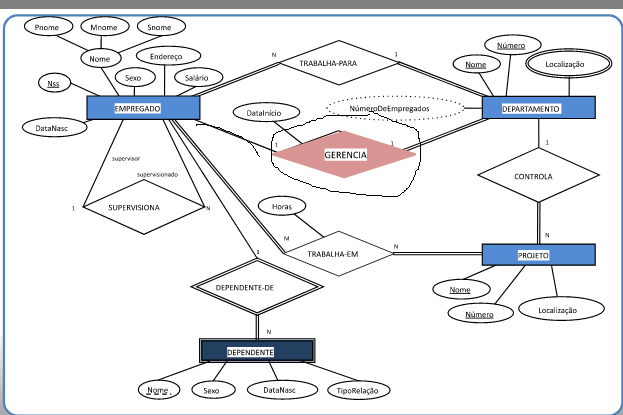 Pnome Mnome Snome
Número
Nome
Endereço
Nome
Localização
N
1
TRABALHA-PARA
Sexo
Salário
Nss
EMPREGADO
DataInício
NúmeroDeEmpregados
DEPARTAMENTO
DataNasc
1
1
1
GERENCIA
supervisor
supervisionado
CONTROLA
1
SUPERVISIONA
N
Horas
M
N
N
1
TRABALHA-EM
PROJETO
DEPENDENTE-DE
Nome
Número
Localização
N
DEPENDENTE
Nome
Sexo
DataNasc
TipoRelação